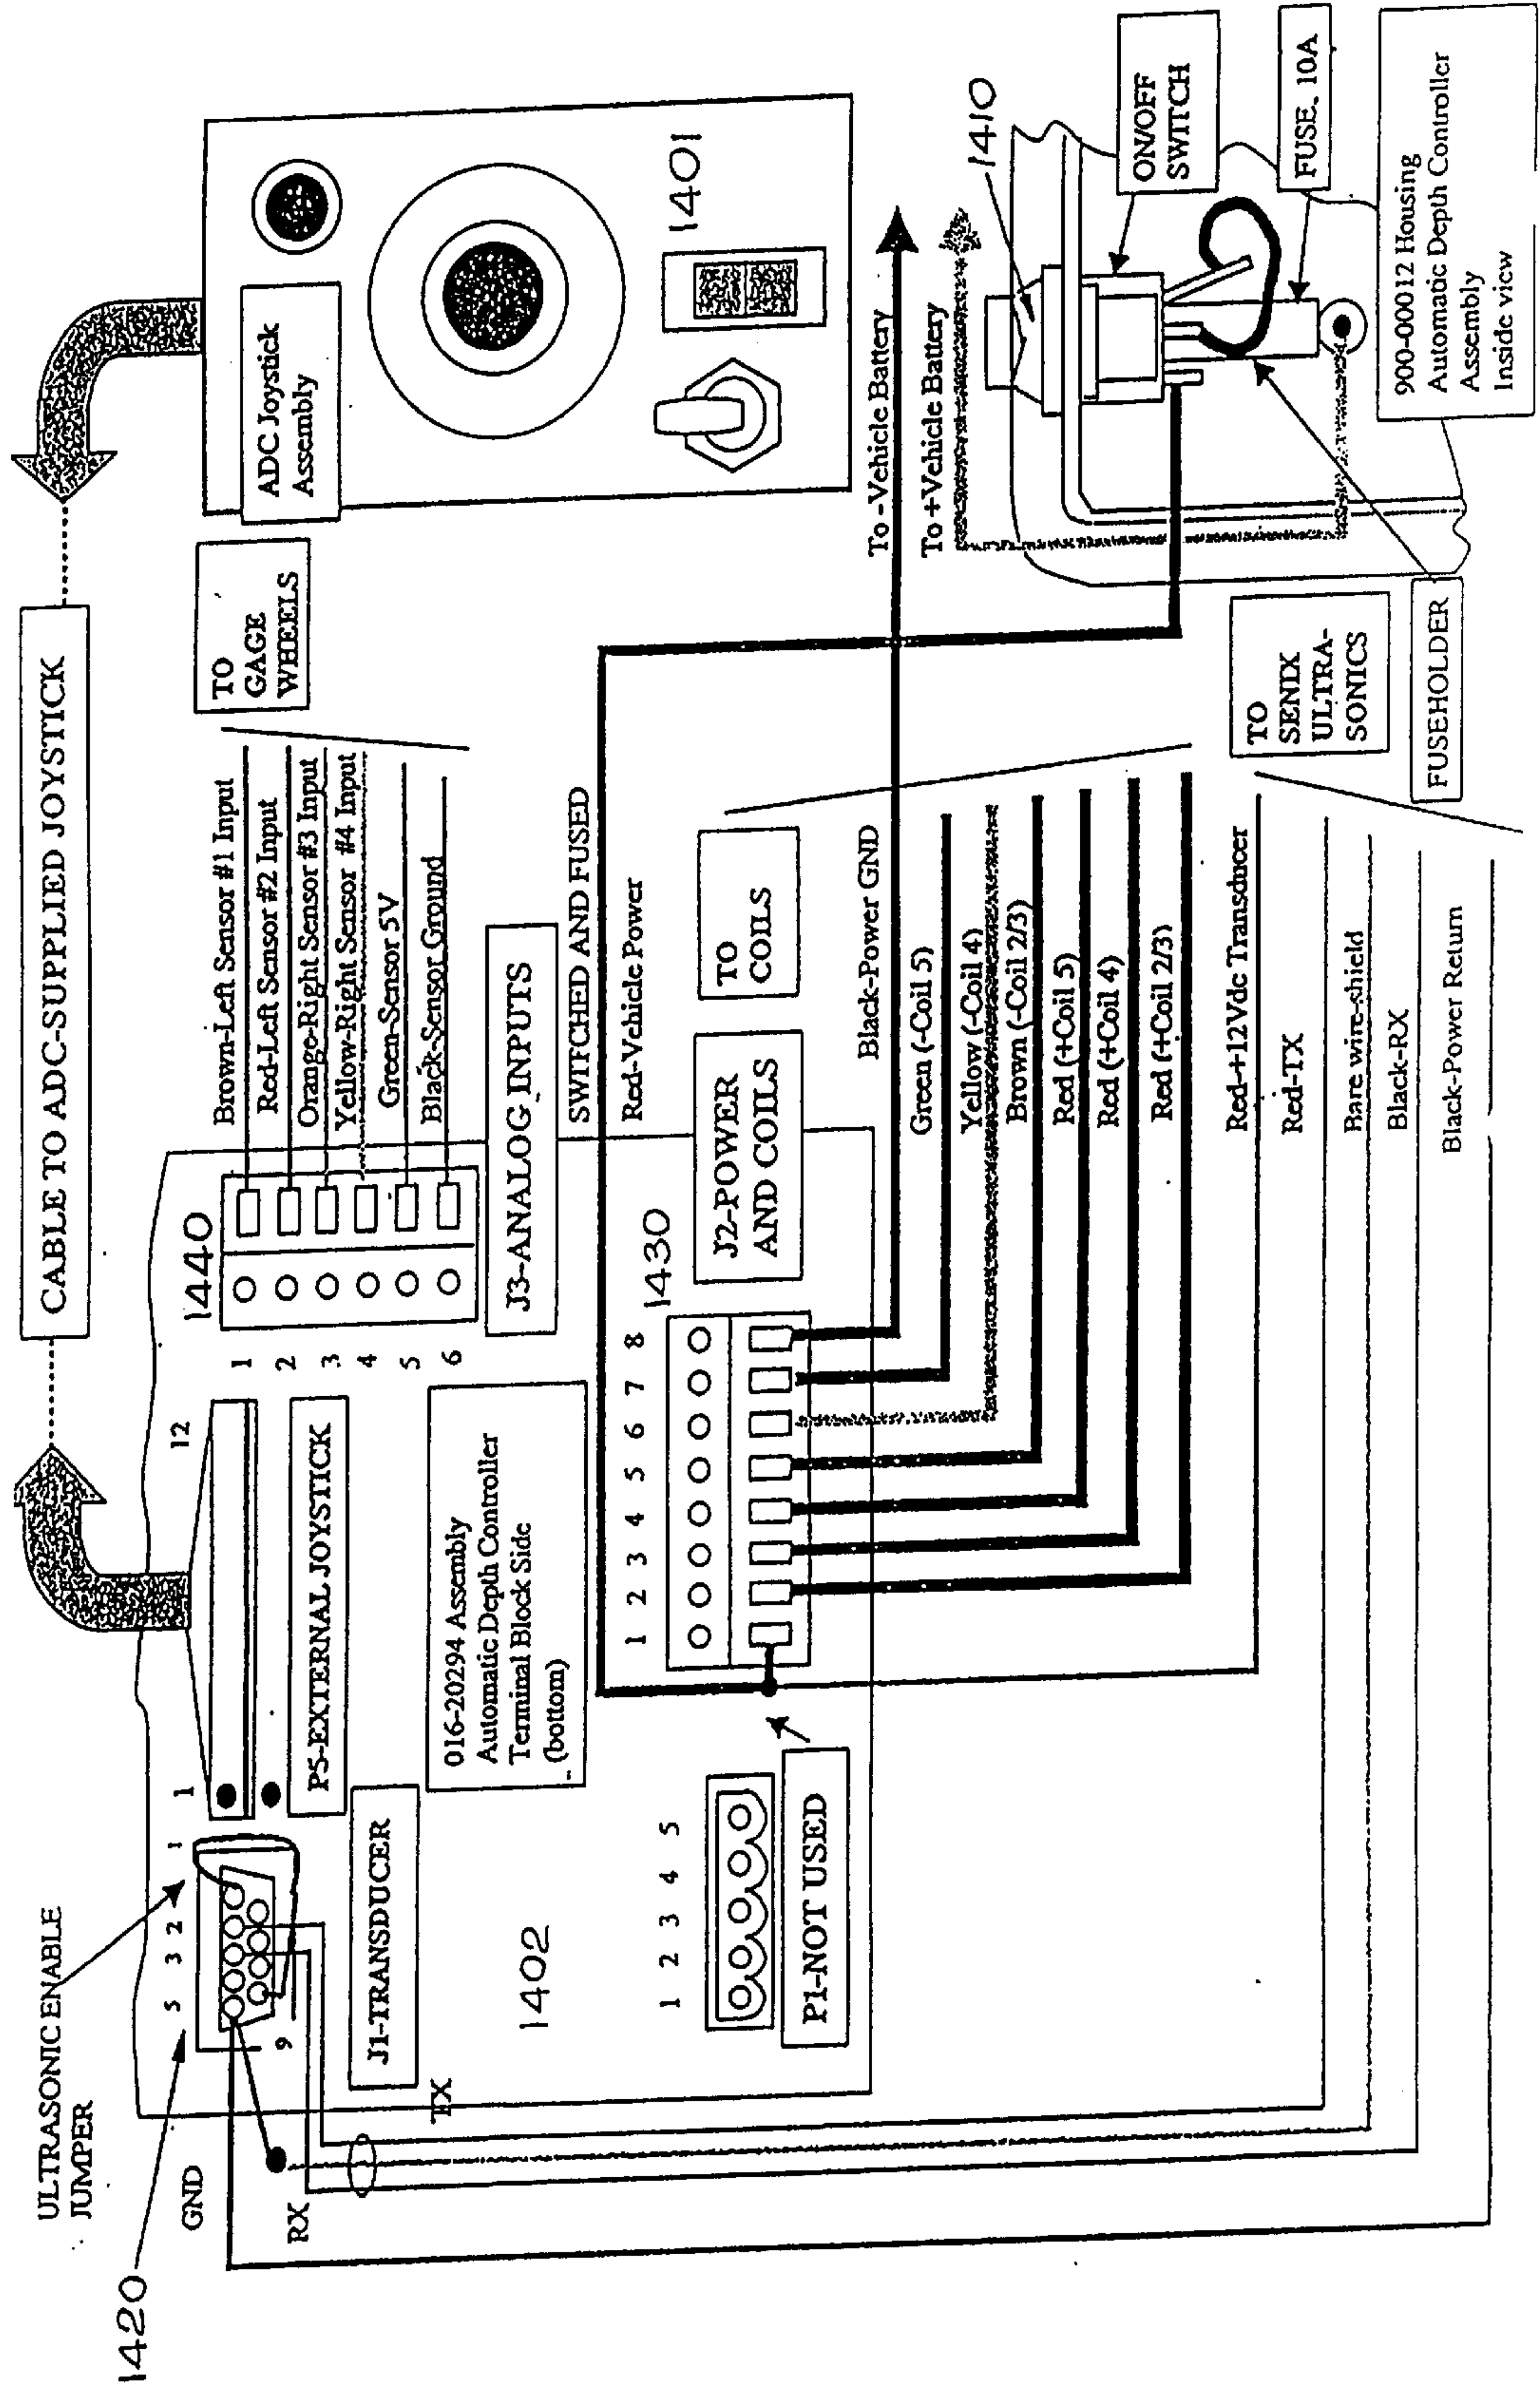 1420
ULTRASONIC ENABLE
JUMPER
GND
RX
TX
5 3 2 1
9
J1-TRANSDUCER
1402
1 12
P5-EXTERNAL JOYSTICK
CABLE TO ADC-SUPPLIED JOYSTICK
016-20294 Assembly
Automatic Depth Controller
Terminal Block Side
(bottom)
1 2 3 4 5
P1-NOT USED
1440
1
2
3
4
5
6
Brown-Left Sensor #1 Input
Red-Left Sensor #2 Input
Orange-Right Sensor #3 Input
Yellow-Right Sensor #4 Input
Green-Sensor 5V
Black-Sensor Ground
TO
GAGE
WHEELS
J3-ANALOG INPUTS
ADC Joystick
Assembly
1401
SWITCHED AND FUSED
Red-Vehicle Power
1 2 3 4 5 6 7 8
1430
J2-POWER
AND COILS
TO
COILS
Black-Power GND
Green (-Coil 5)
Yellow (-Coil 4)
Brown (-Coil 2/3)
Red (+Coil 5)
Red (+Coil 4)
Red (+Coil 2/3)
To -Vehicle Battery
To +Vehicle Battery
1410
ON/OFF
SWITCH
FUSE, 10A
900-00012 Housing
Automatic Depth Controller
Assembly
Inside view
FUSEHOLDER
TO
SENIX
ULTRA-
SONICS
Red-+12Vdc Transducer
Red-TX
Bare wire-shield
Black-RX
Black-Power Return